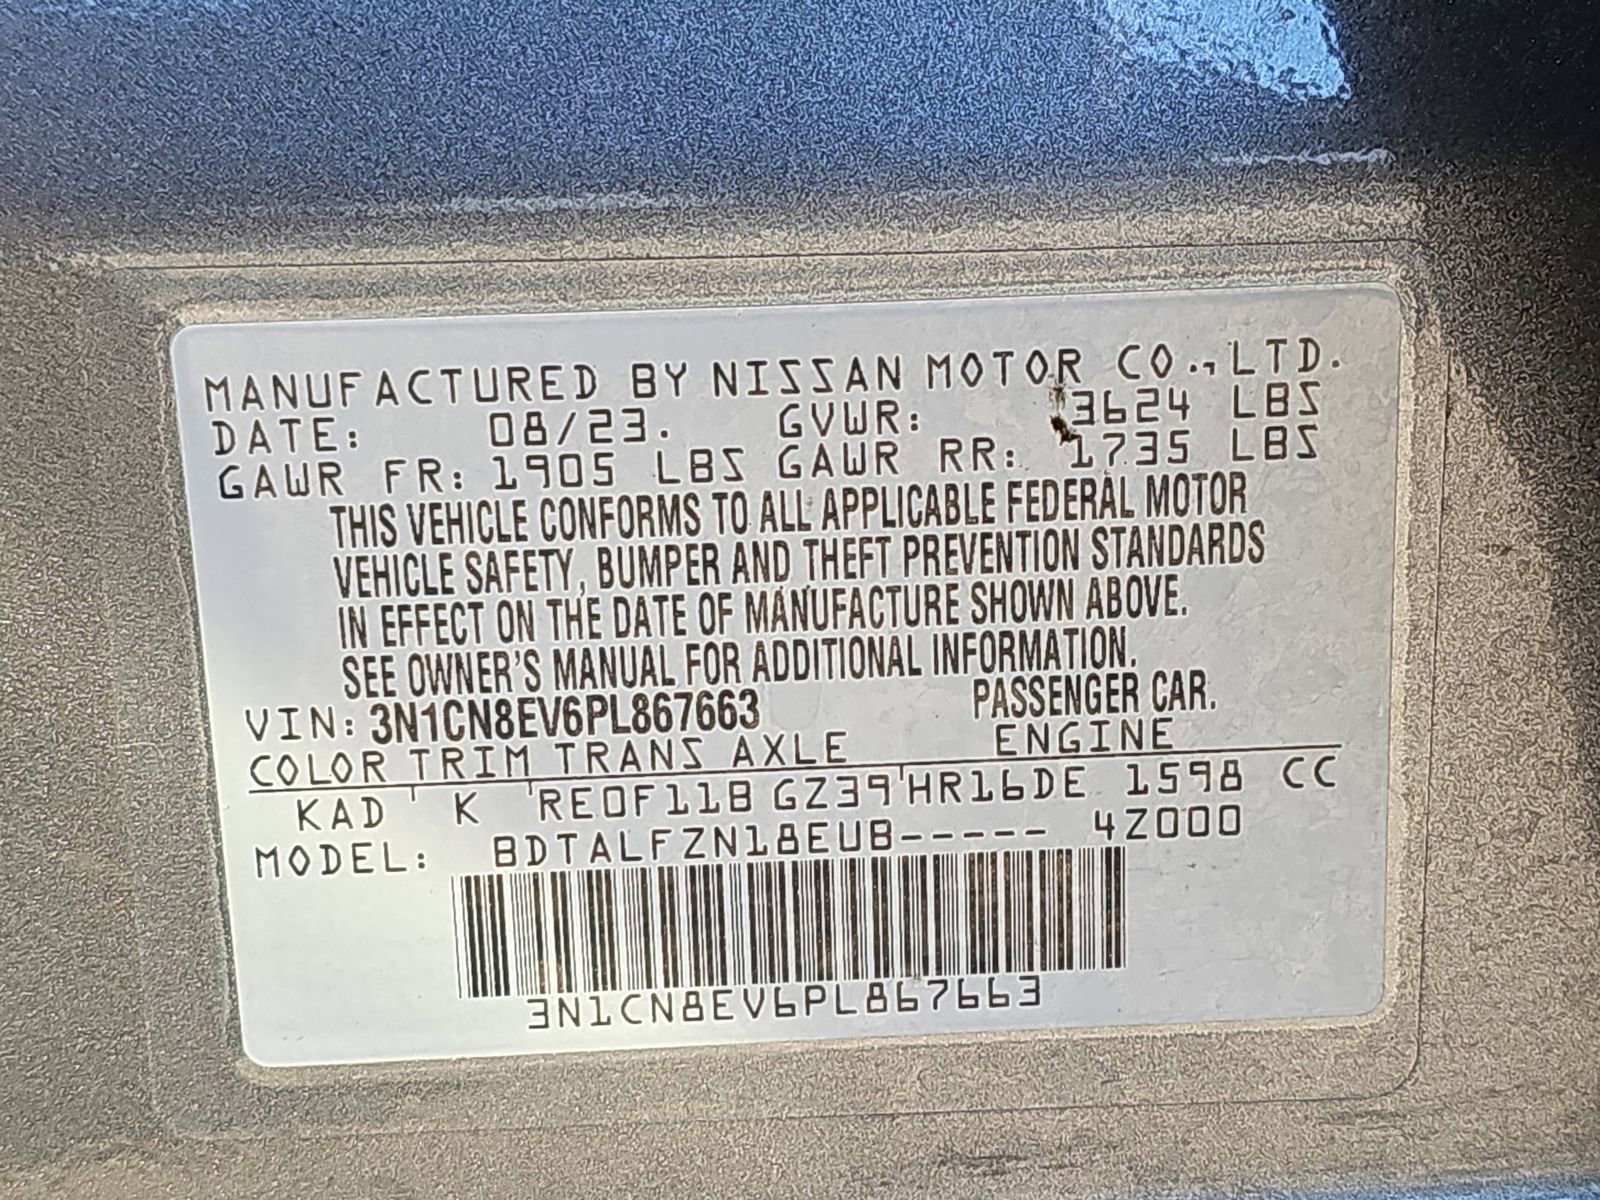 MANUFACTURED BY NISSAN MOTOR CO., LTD.
DATE: 08/23. GVWR: 3624 LBS
GAWR FR: 1905 LBS GAWR RR: 1735 LBS
THIS VEHICLE CONFORMS TO ALL APPLICABLE FEDERAL MOTOR
VEHICLE SAFETY, BUMPER AND THEFT PREVENTION STANDARDS
IN EFFECT ON THE DATE OF MANUFACTURE SHOWN ABOVE.
SEE OWNER'S MANUAL FOR ADDITIONAL INFORMATION.
VIN: 3N1CN8EV6PL867663 PASSENGER CAR.
COLOR TRIM TRANS AXLE ENGINE
KAD K RE0F11B GZ39 HR16DE 1598 CC
MODEL: BDTALFZN18EUB----- 4Z000
3N1CN8EV6PL867663